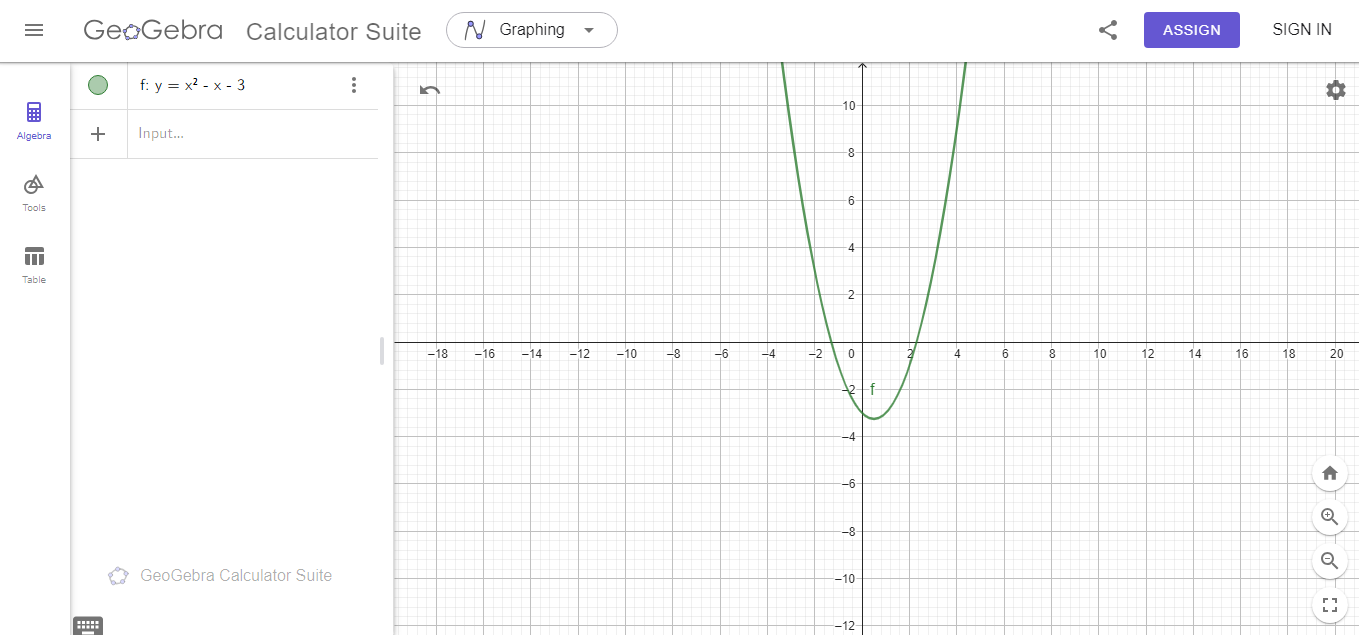 GeoGebra Calculator Suite Graphing ASSIGN SIGN IN
f: y = x² - x - 3
Input...
Algebra
Tools
Table
10
8
6
4
2
–18 –16 –14 –12 –10 –8 –6 –4 –2 0 2 4 6 8 10 12 14 16 18 20
–2 f
–4
–6
–8
–10
–12
GeoGebra Calculator Suite